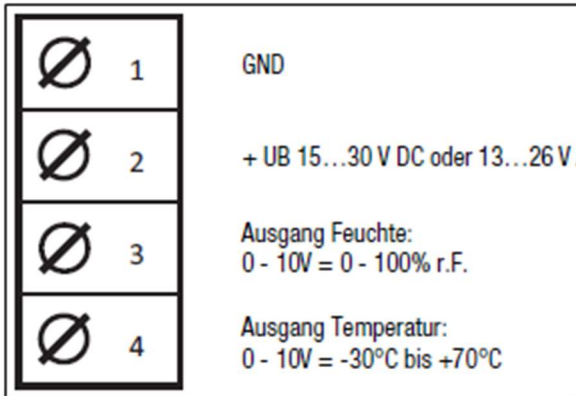 1 GND
2 + UB 15...30 V DC oder 13...26 V
3 Ausgang Feuchte:
0 - 10V = 0 - 100% r.F.
4 Ausgang Temperatur:
0 - 10V = -30°C bis +70°C